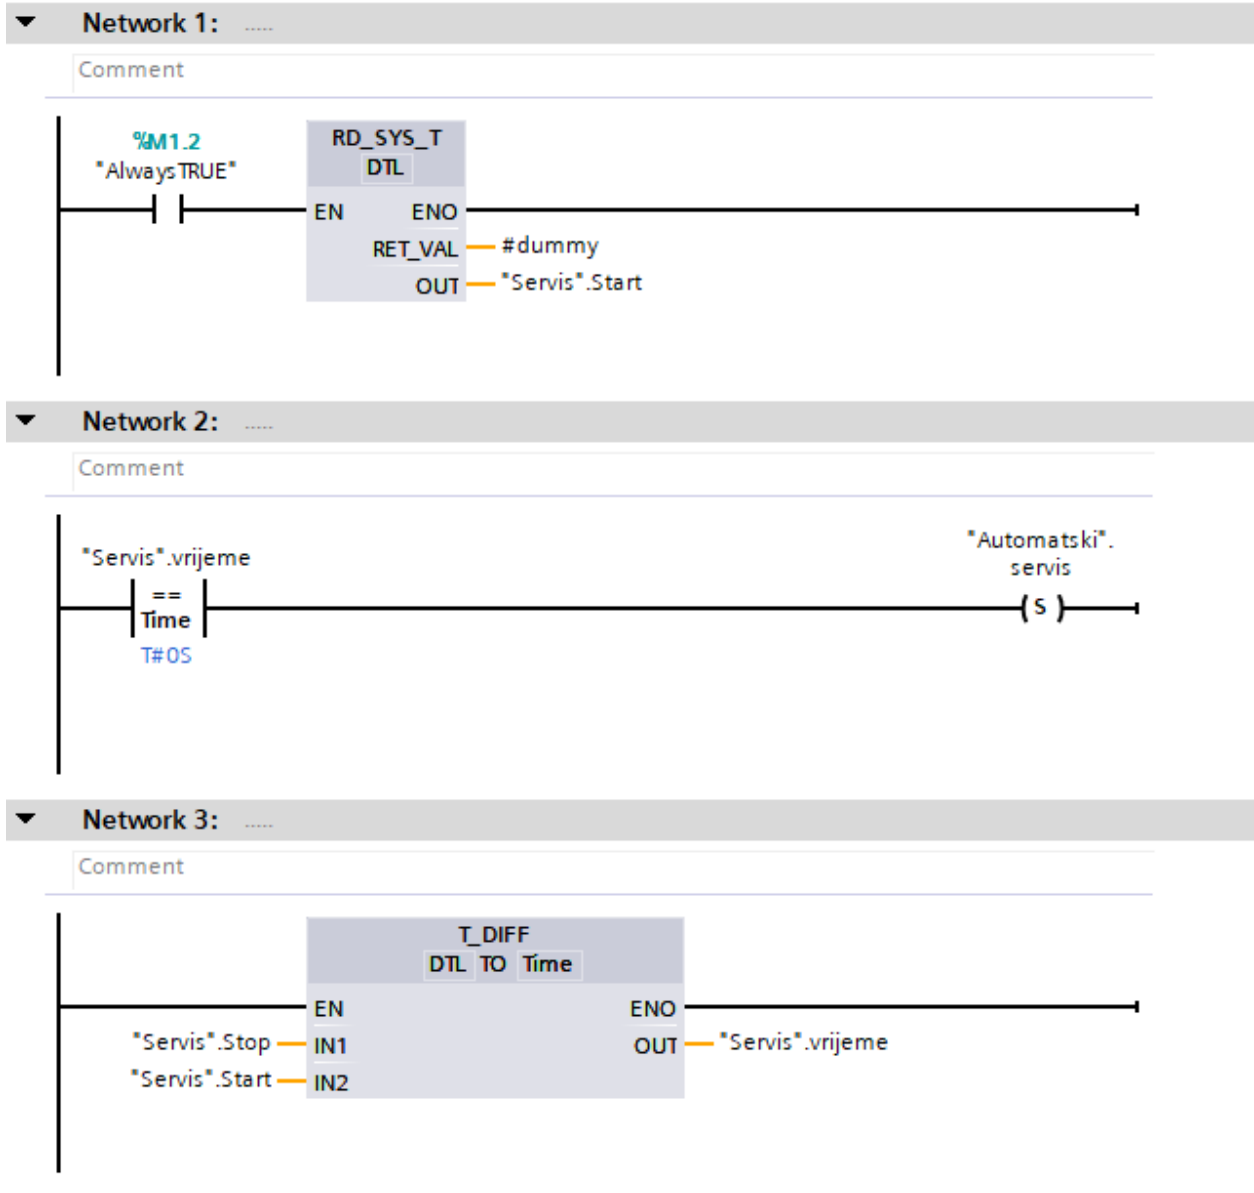 Network 1: .....
Comment
%M1.2
"AlwaysTRUE"
RD_SYS_T
DTL
EN ENO
RET_VAL #dummy
OUT "Servis".Start
Network 2: .....
Comment
"Servis".vrijeme
==
Time
T#0S
"Automatski".
servis
S
Network 3: .....
Comment
T_DIFF
DTL TO Time
EN ENO
"Servis".Stop IN1 OUT "Servis".vrijeme
"Servis".Start IN2